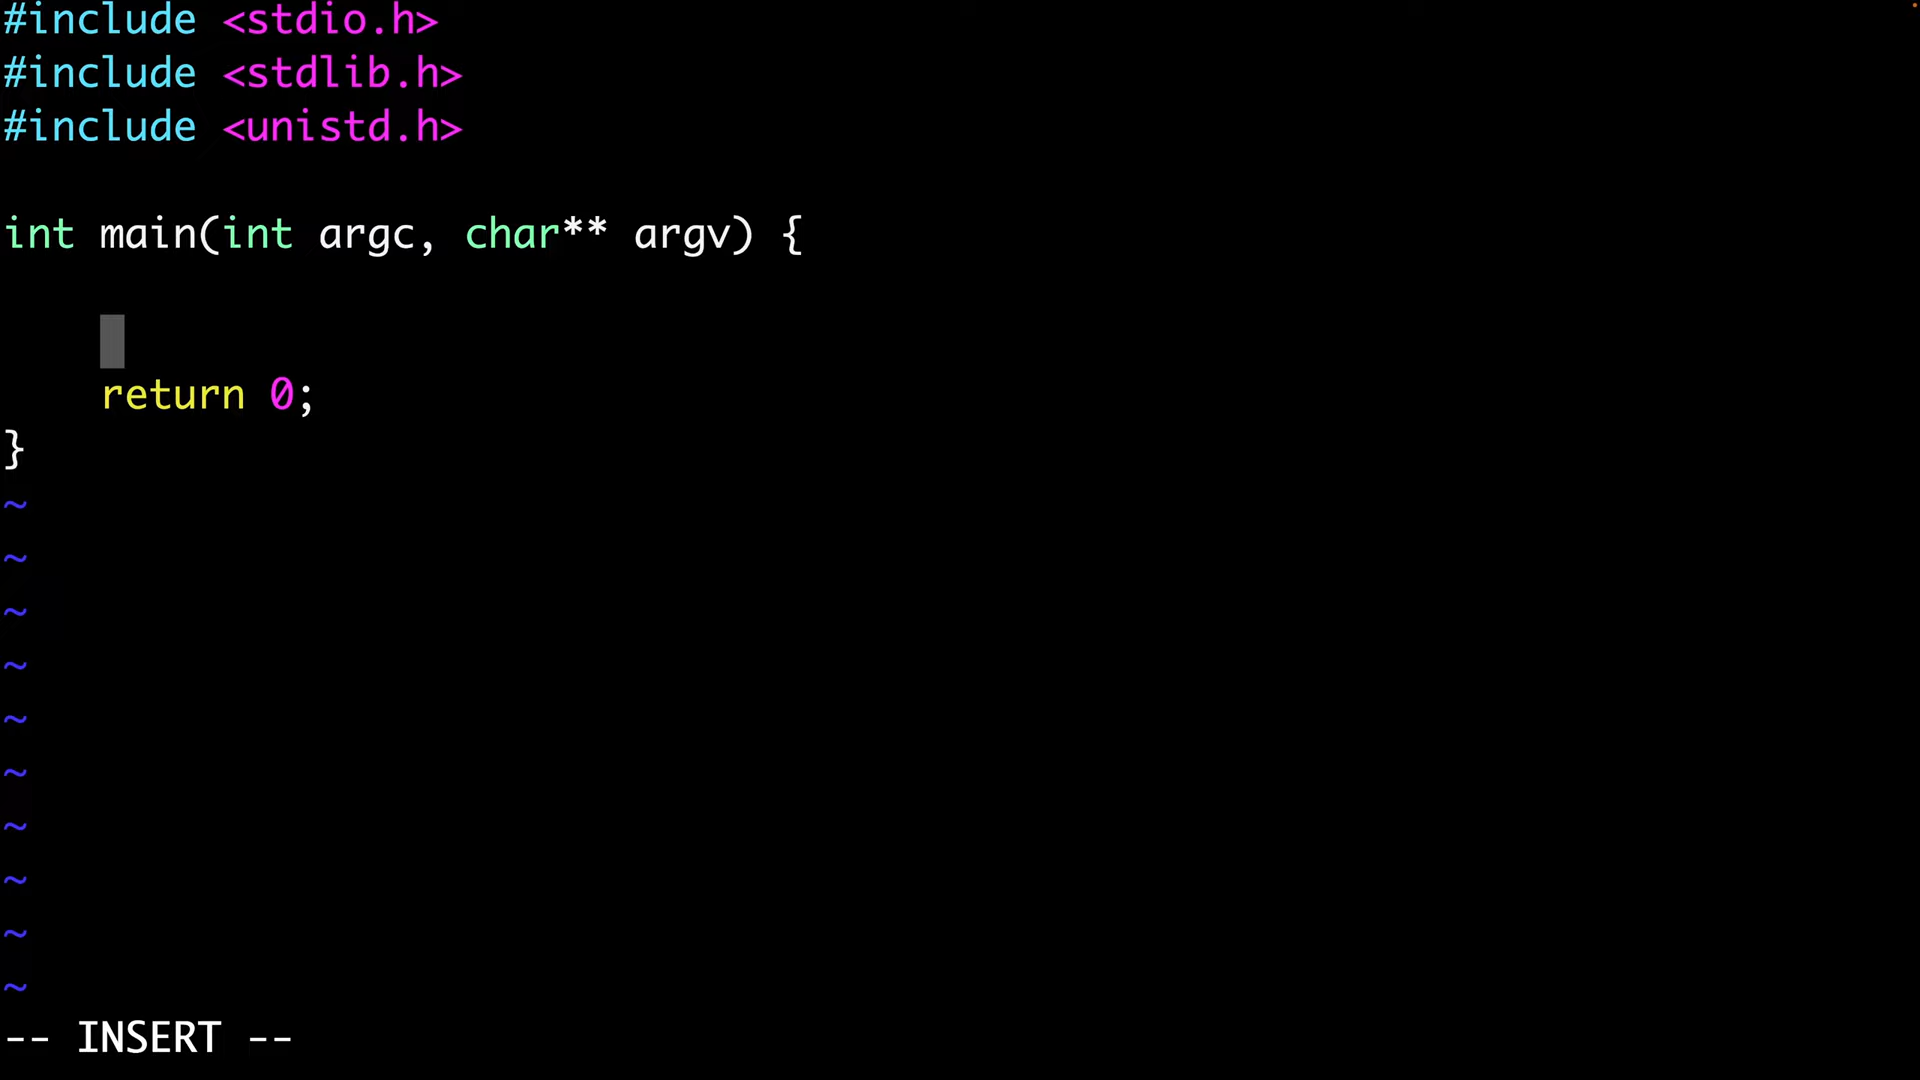 #include <stdio.h>
#include <stdlib.h>
#include <unistd.h>
int main(int argc, char** argv) {
return 0;
}
~
~
~
~
~
~
~
~
~
~
-- INSERT --